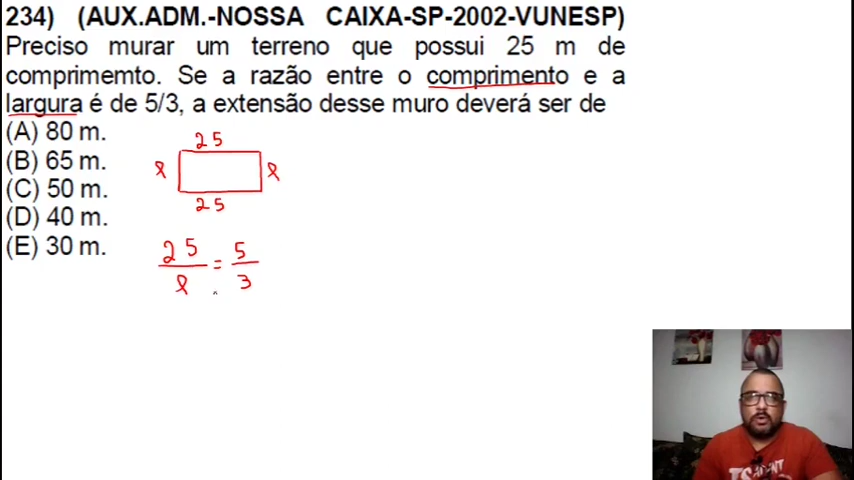 234) (AUX.ADM.-NOSSA CAIXA-SP-2002-VUNESP)
Preciso murar um terreno que possui 25 m de
comprimemto. Se a razão entre o comprimento e a
largura é de 5/3, a extensão desse muro deverá ser de
(A) 80 m.
(B) 65 m.
(C) 50 m.
(D) 40 m.
(E) 30 m.
25
l l
25
25 = 5
l 3